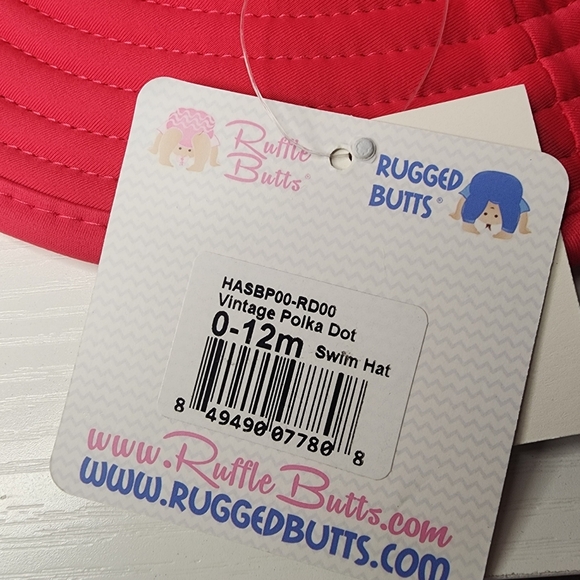 Ruffle
Butts®
RUGGED
BUTTS®
HASBP00-RD00
Vintage Polka Dot
0-12m Swim Hat
8 49490 07780 8
www.RuffleButts.com
www.RUGGEDBUTTS.com